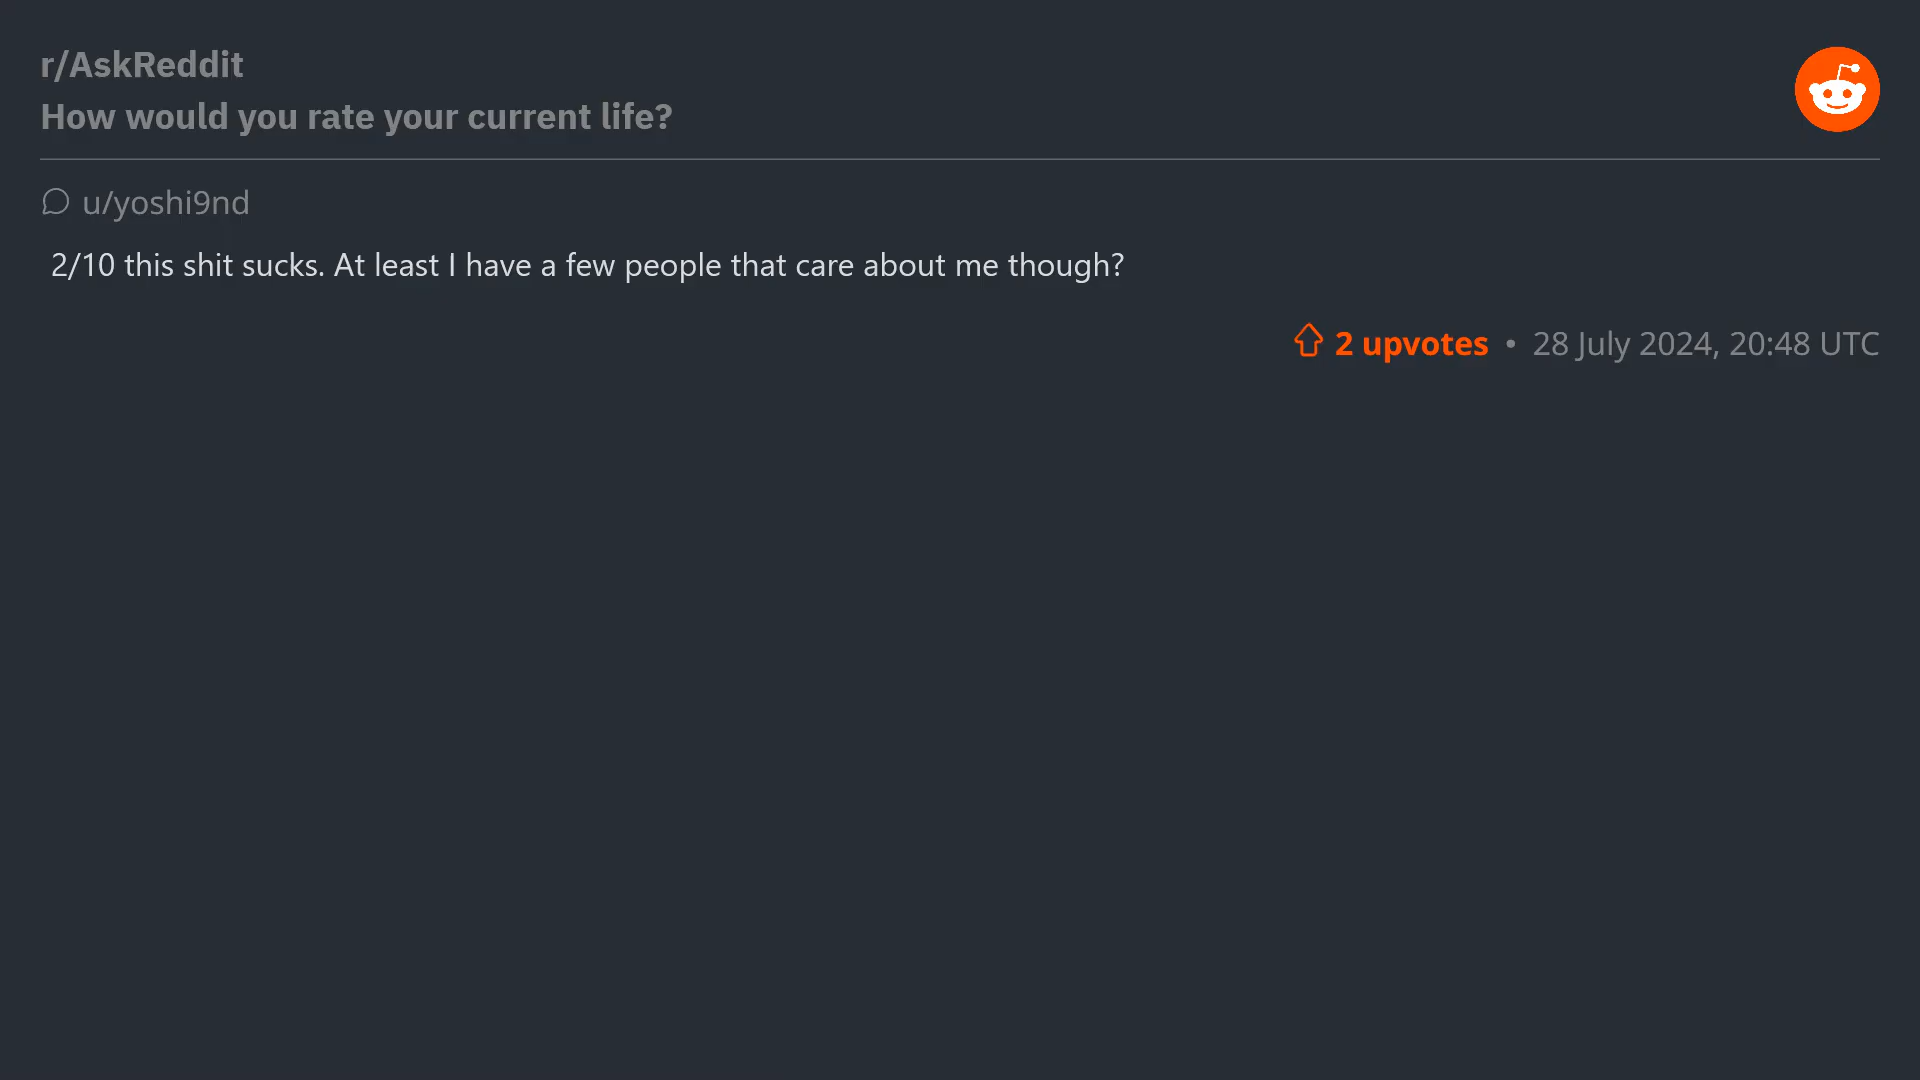 r/AskReddit
How would you rate your current life?
u/yoshi9nd
2/10 this shit sucks. At least I have a few people that care about me though?
2 upvotes • 28 July 2024, 20:48 UTC